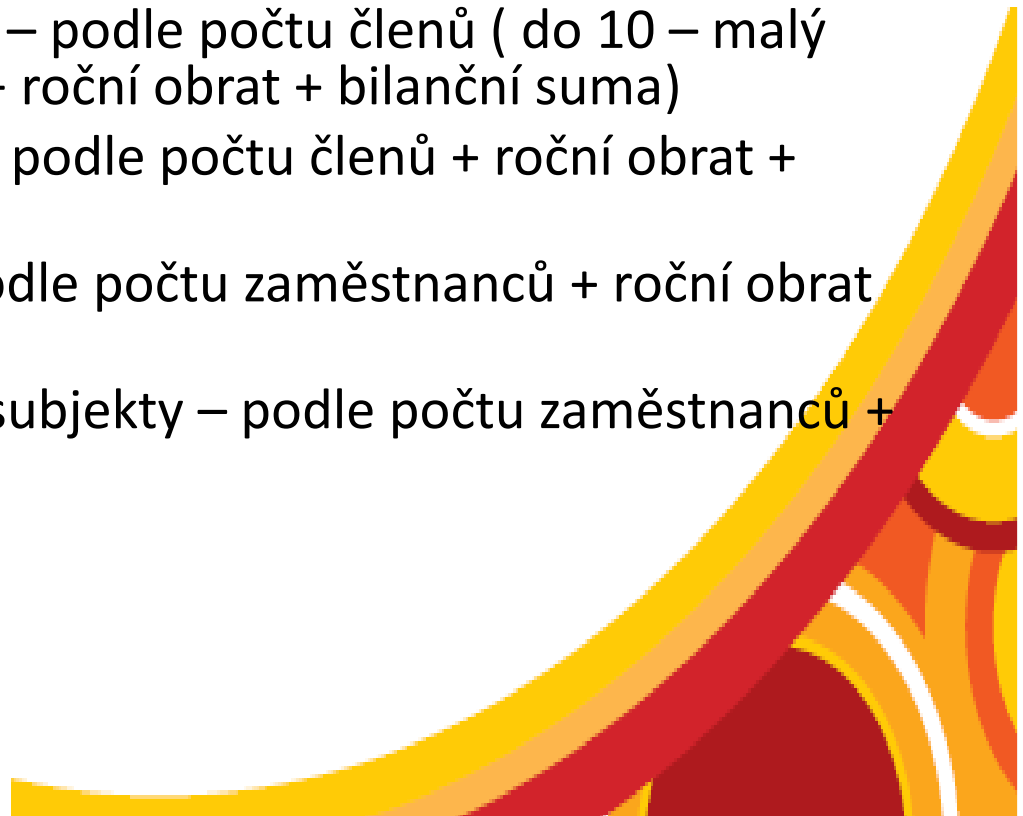 – podle počtu členů ( do 10 – malý
roční obrat + bilanční suma)
podle počtu členů + roční obrat +
počtu zaměstnanců + roční obrat
subjekty – podle počtu zaměstnanců +